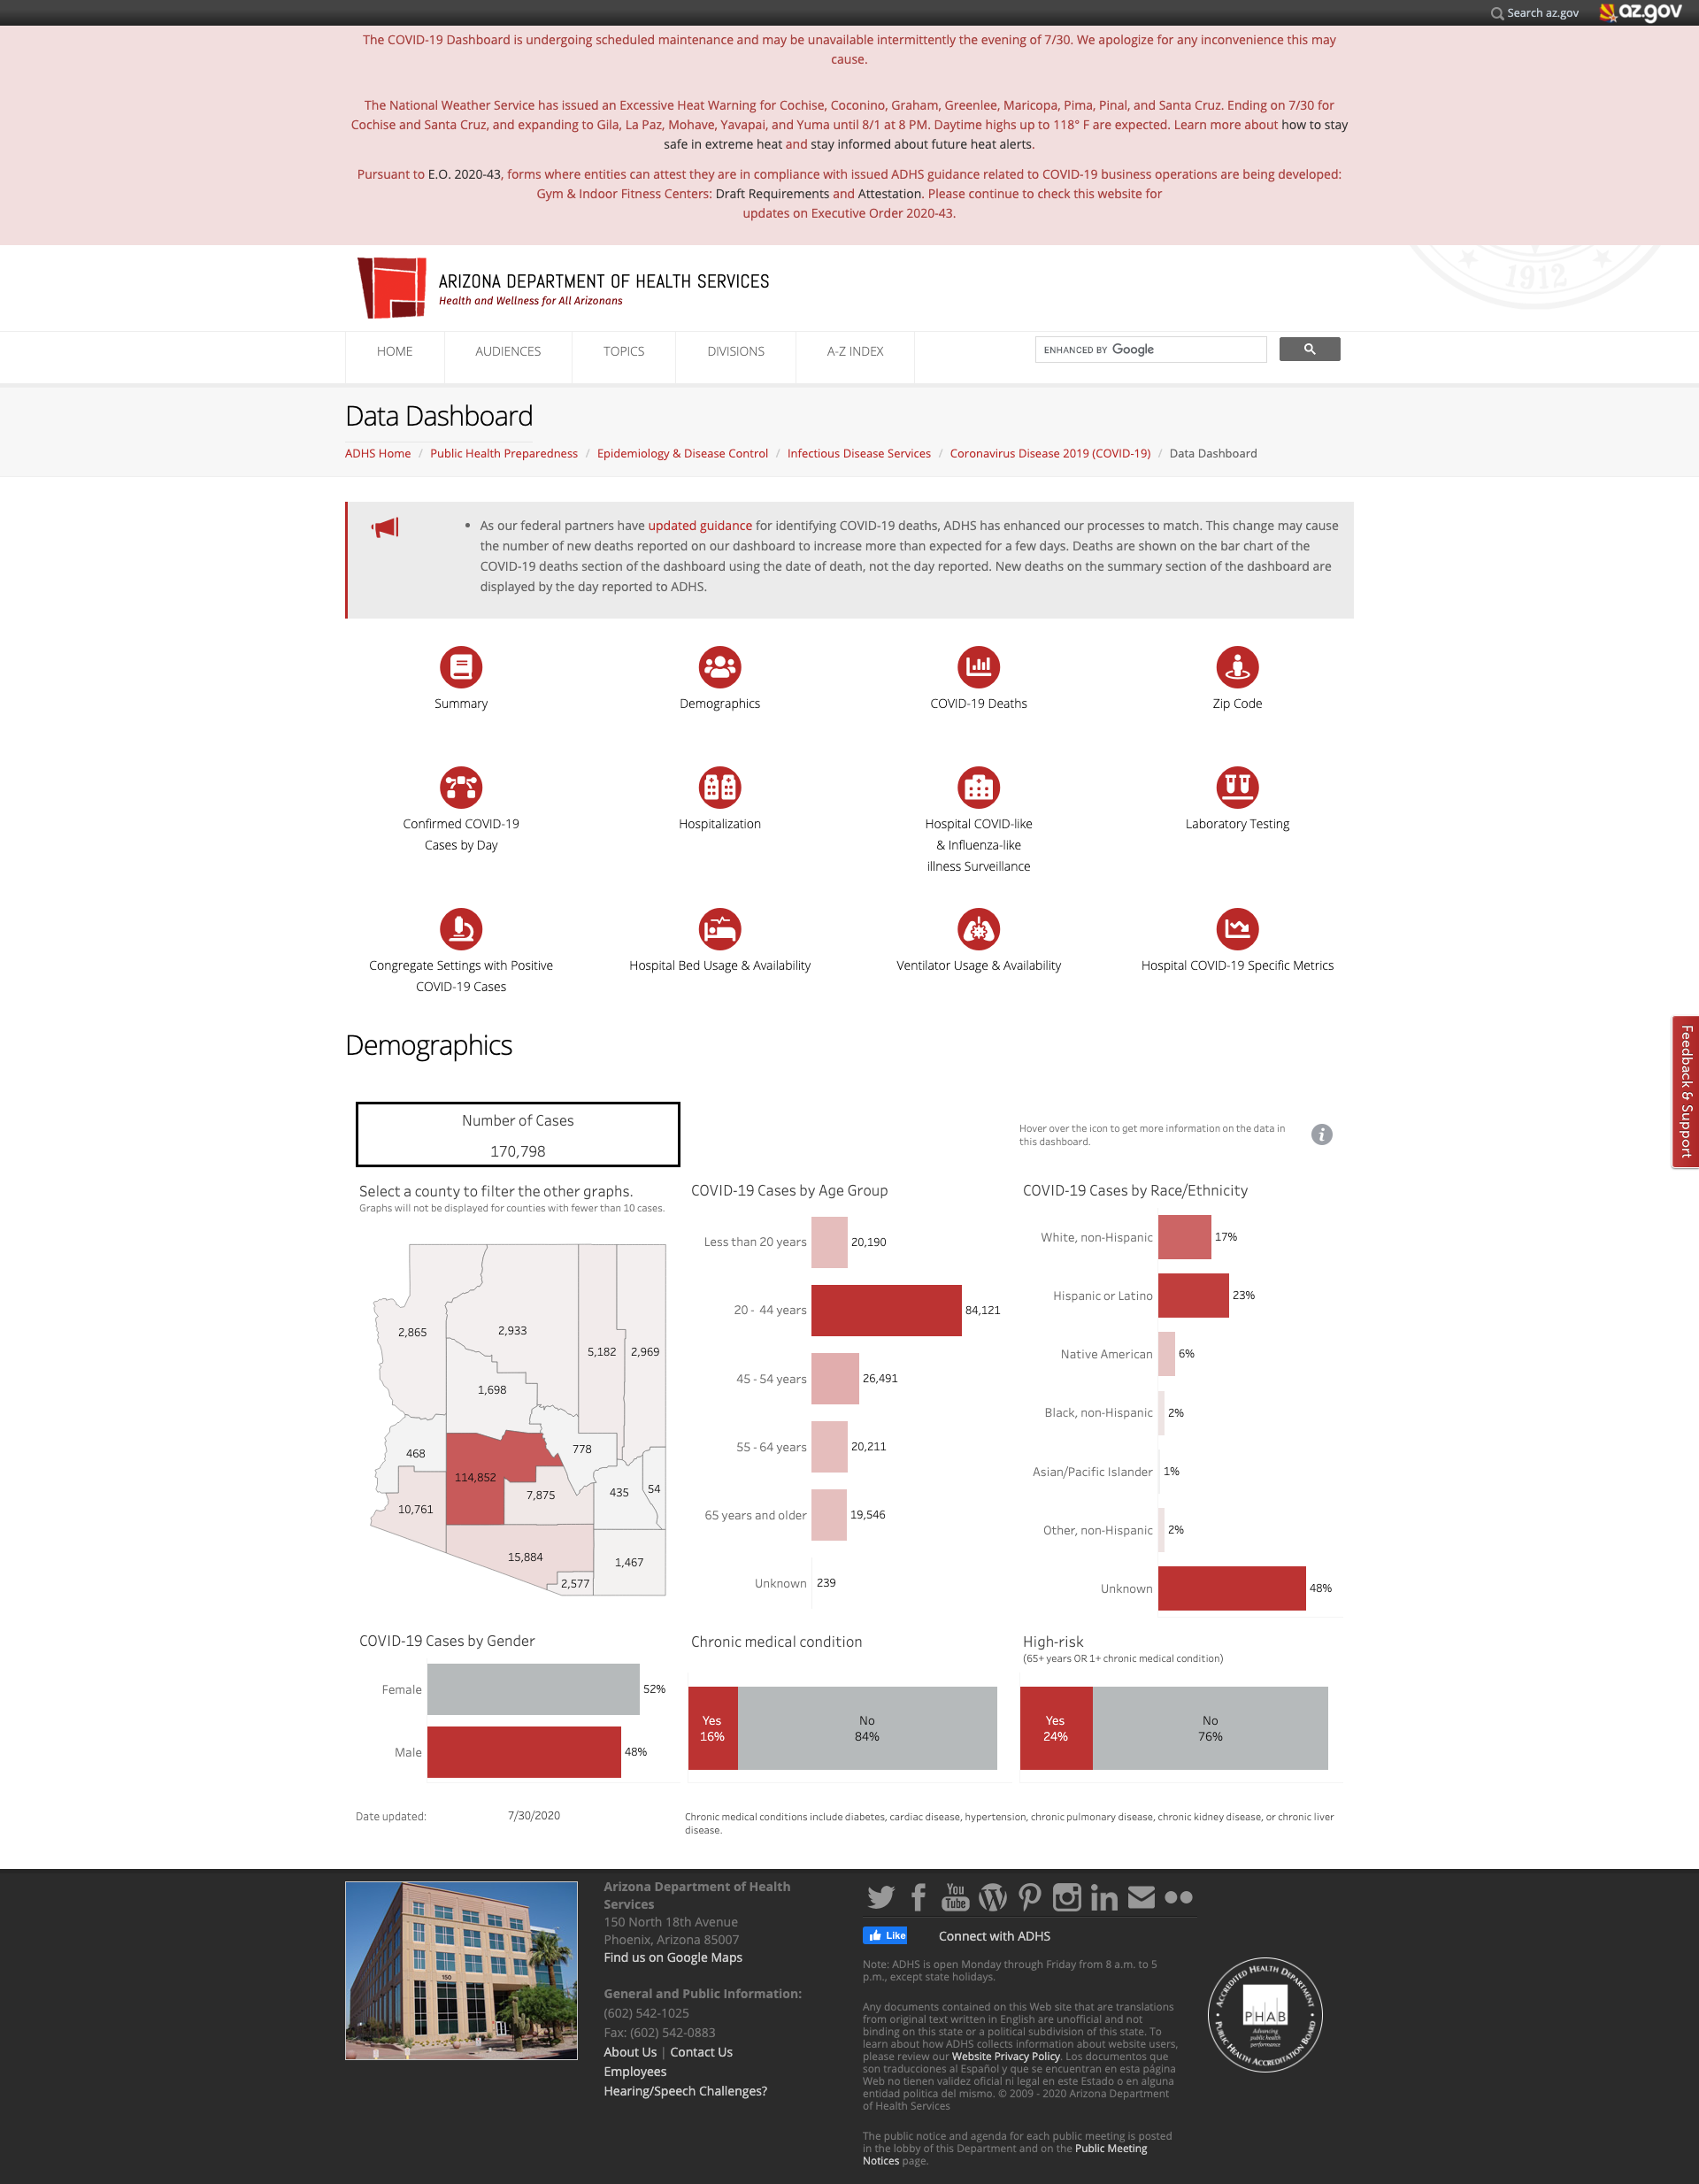 Search az.gov
az.gov
The COVID-19 Dashboard is undergoing scheduled maintenance and may be unavailable intermittently the evening of 7/30. We apologize for any inconvenience this may
cause.
The National Weather Service has issued an Excessive Heat Warning for Cochise, Coconino, Graham, Greenlee, Maricopa, Pima, Pinal, and Santa Cruz. Ending on 7/30 for
Cochise and Santa Cruz, and expanding to Gila, La Paz, Mohave, Yavapai, and Yuma until 8/1 at 8 PM. Daytime highs up to 118° F are expected. Learn more about how to stay
safe in extreme heat and stay informed about future heat alerts.
Pursuant to E.O. 2020-43, forms where entities can attest they are in compliance with issued ADHS guidance related to COVID-19 business operations are being developed:
Gym & Indoor Fitness Centers: Draft Requirements and Attestation. Please continue to check this website for
updates on Executive Order 2020-43.
1912
ARIZONA DEPARTMENT OF HEALTH SERVICES
Health and Wellness for All Arizonans
HOME
AUDIENCES
TOPICS
DIVISIONS
A-Z INDEX
ENHANCED BY Google
Data Dashboard
ADHS Home / Public Health Preparedness / Epidemiology & Disease Control / Infectious Disease Services / Coronavirus Disease 2019 (COVID-19) / Data Dashboard
• As our federal partners have updated guidance for identifying COVID-19 deaths, ADHS has enhanced our processes to match. This change may cause
the number of new deaths reported on our dashboard to increase more than expected for a few days. Deaths are shown on the bar chart of the
COVID-19 deaths section of the dashboard using the date of death, not the day reported. New deaths on the summary section of the dashboard are
displayed by the day reported to ADHS.
Summary
Demographics
COVID-19 Deaths
Zip Code
Confirmed COVID-19
Cases by Day
Hospitalization
Hospital COVID-like
& Influenza-like
illness Surveillance
Laboratory Testing
Congregate Settings with Positive
COVID-19 Cases
Hospital Bed Usage & Availability
Ventilator Usage & Availability
Hospital COVID-19 Specific Metrics
Feedback & Support
Demographics
Number of Cases
170,798
Hover over the icon to get more information on the data in
this dashboard.
i
Select a county to filter the other graphs.
Graphs will not be displayed for counties with fewer than 10 cases.
2,865
2,933
5,182
2,969
1,698
468
778
114,852
10,761
7,875
435
54
15,884
1,467
2,577
COVID-19 Cases by Age Group
Less than 20 years
20,190
20 - 44 years
84,121
45 - 54 years
26,491
55 - 64 years
20,211
65 years and older
19,546
Unknown
239
COVID-19 Cases by Race/Ethnicity
White, non-Hispanic
17%
Hispanic or Latino
23%
Native American
6%
Black, non-Hispanic
2%
Asian/Pacific Islander
1%
Other, non-Hispanic
2%
Unknown
48%
COVID-19 Cases by Gender
Female
52%
Male
48%
Chronic medical condition
Yes
16%
No
84%
High-risk
(65+ years OR 1+ chronic medical condition)
Yes
24%
No
76%
Date updated:
7/30/2020
Chronic medical conditions include diabetes, cardiac disease, hypertension, chronic pulmonary disease, chronic kidney disease, or chronic liver
disease.
150
Arizona Department of Health
Services
150 North 18th Avenue
Phoenix, Arizona 85007
Find us on Google Maps
General and Public Information:
(602) 542-1025
Fax: (602) 542-0883
About Us | Contact Us
Employees
Hearing/Speech Challenges?
You
Tube
Like
Connect with ADHS
Note: ADHS is open Monday through Friday from 8 a.m. to 5
p.m., except state holidays.
Any documents contained on this Web site that are translations
from original text written in English are unofficial and not
binding on this state or a political subdivision of this state. To
learn about how ADHS collects information about website users,
please review our Website Privacy Policy. Los documentos que
son traducciones al Español y que se encuentran en esta página
Web no tienen validez oficial ni legal en este Estado o en alguna
entidad politica del mismo. © 2009 - 2020 Arizona Department
of Health Services
The public notice and agenda for each public meeting is posted
in the lobby of this Department and on the Public Meeting
Notices page.
ACCREDITED HEALTH DEPARTMENT
PHAB
Advancing
public health
performance
PUBLIC HEALTH ACCREDITATION BOARD